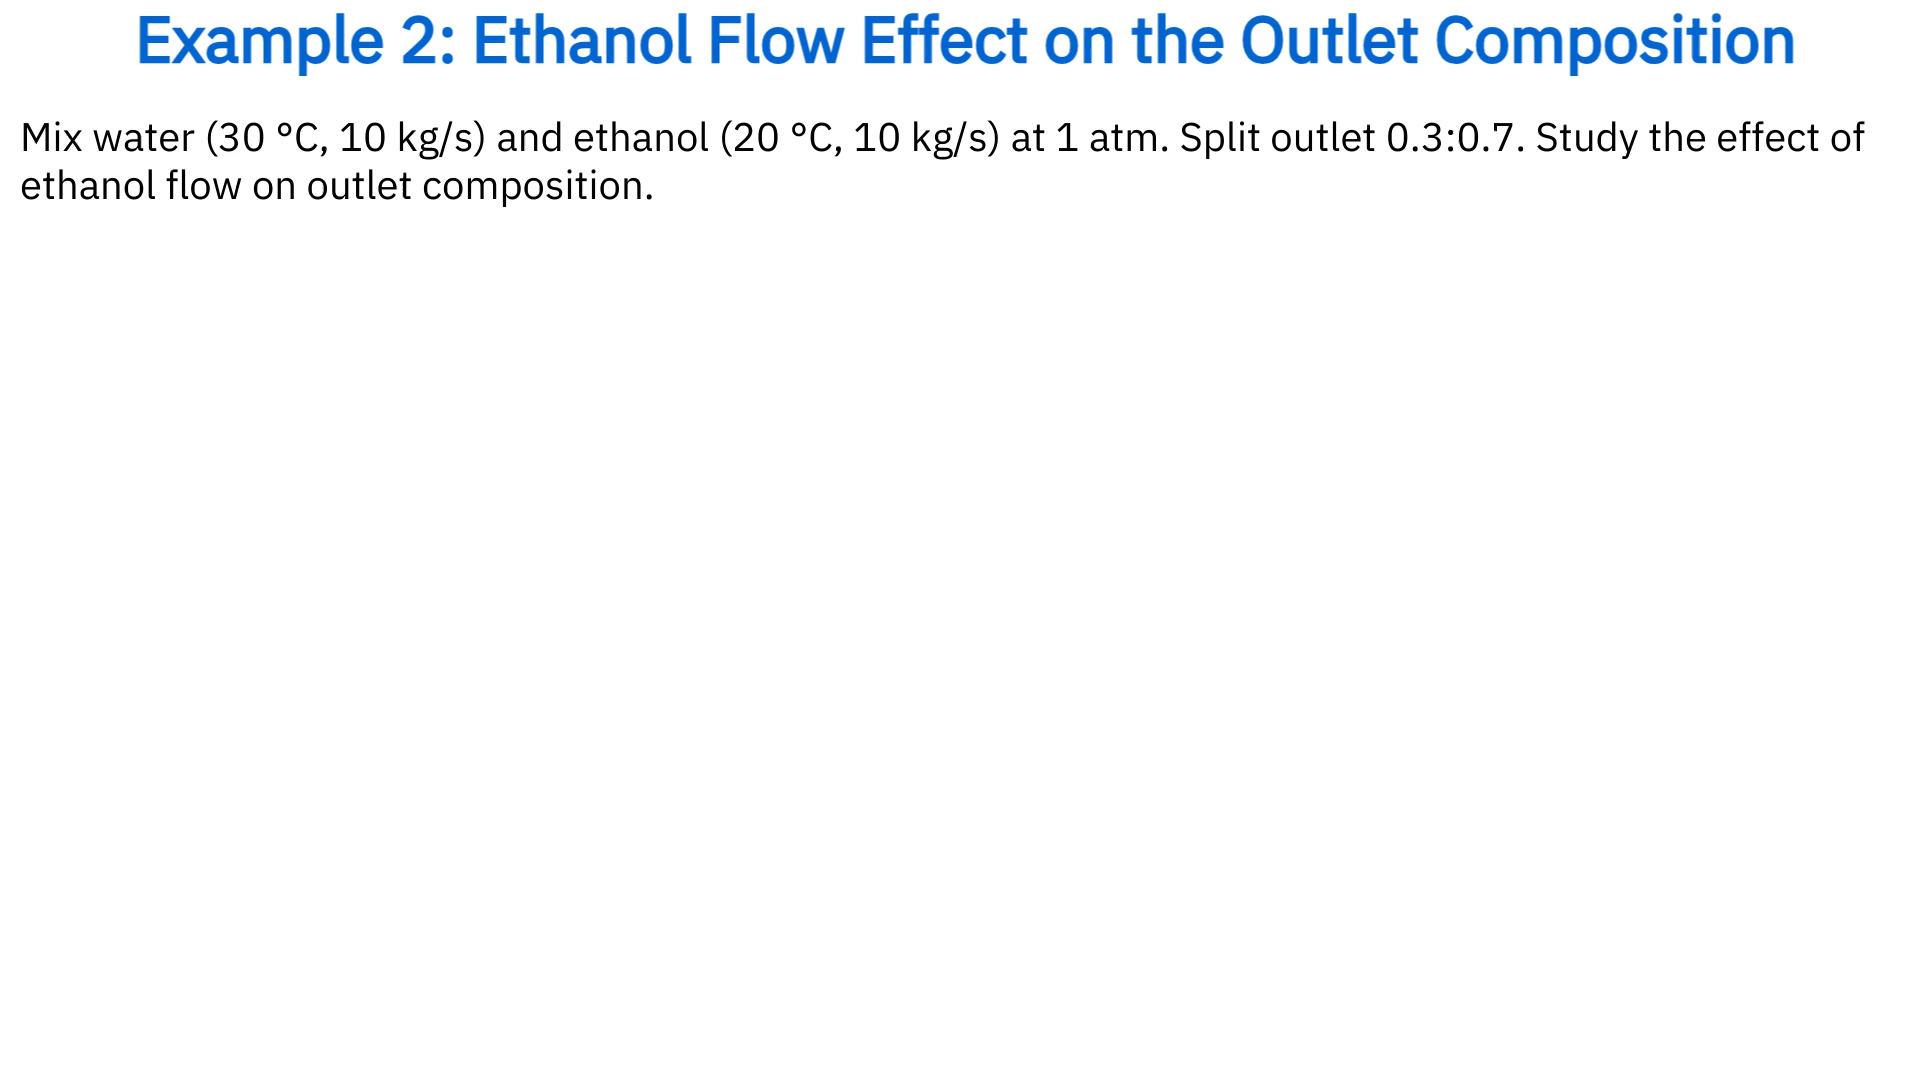 Example 2: Ethanol Flow Effect on the Outlet Composition
Mix water (30 °C, 10 kg/s) and ethanol (20 °C, 10 kg/s) at 1 atm. Split outlet 0.3:0.7. Study the effect of
ethanol flow on outlet composition.